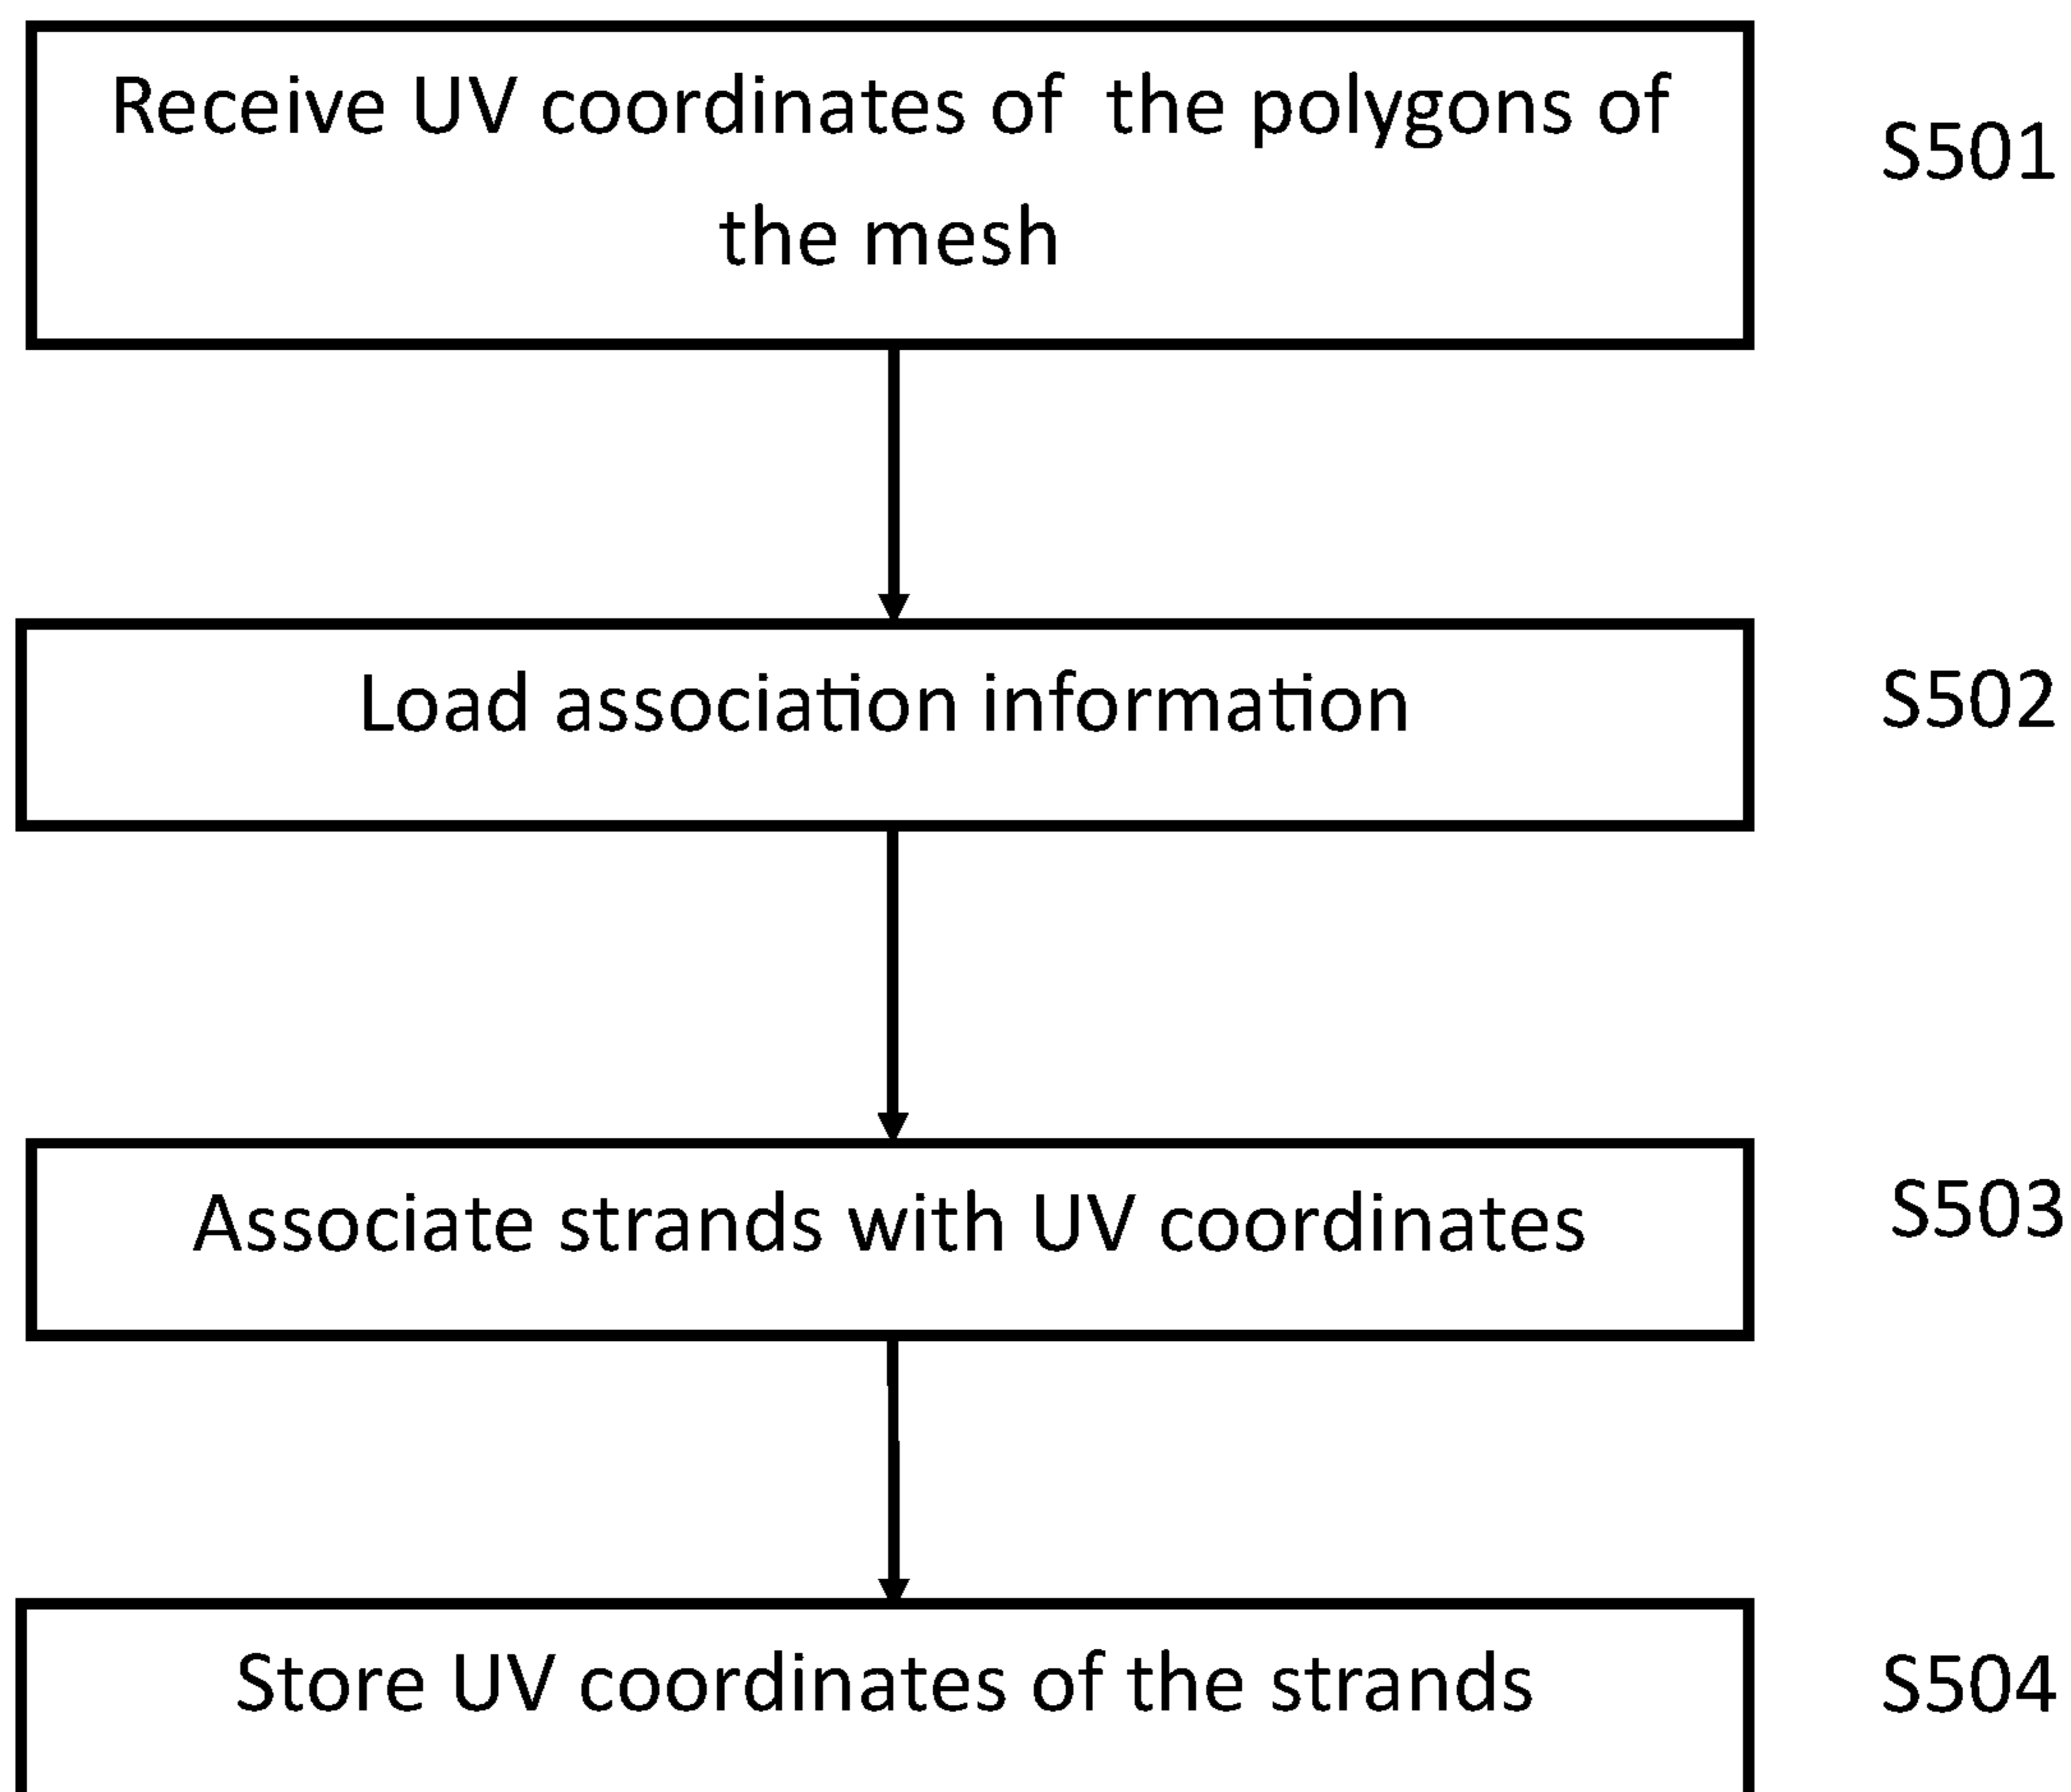 Receive UV coordinates of the polygons of
the mesh
S501
Load association information
S502
Associate strands with UV coordinates
S503
Store UV coordinates of the strands
S504